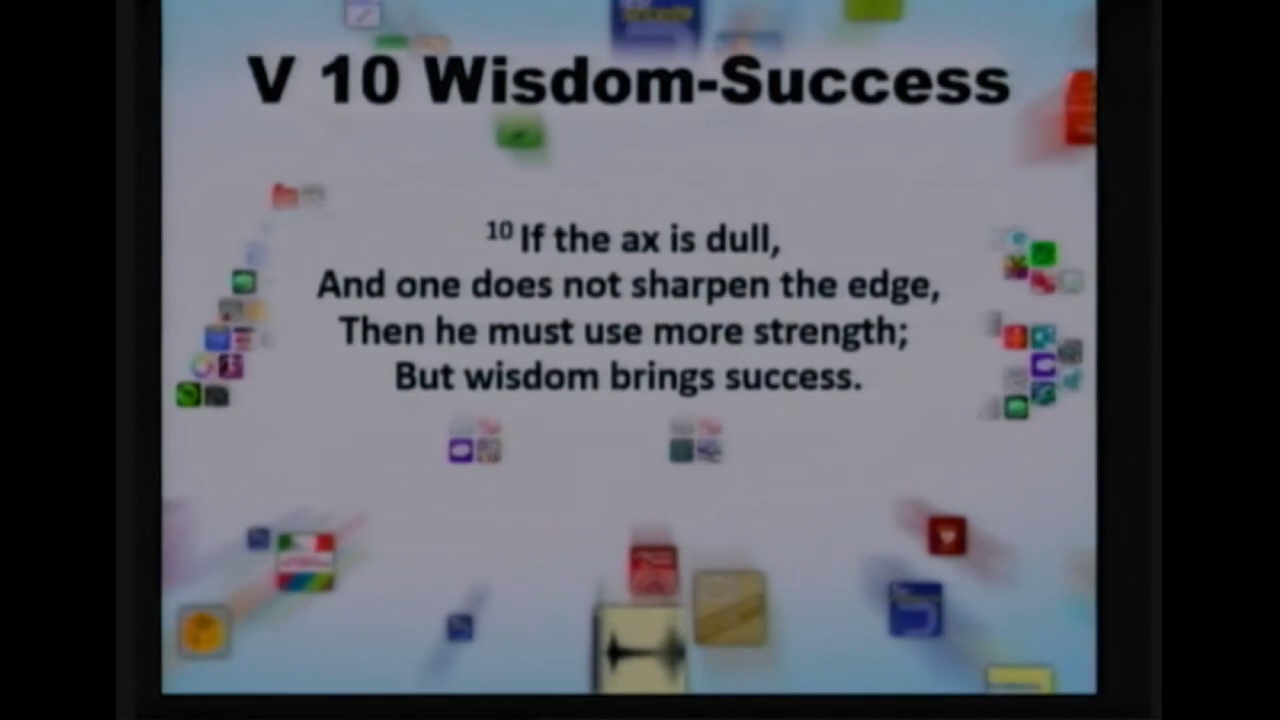 V 10 Wisdom-Success
10 If the ax is dull,
And one does not sharpen the edge,
Then he must use more strength;
But wisdom brings success.